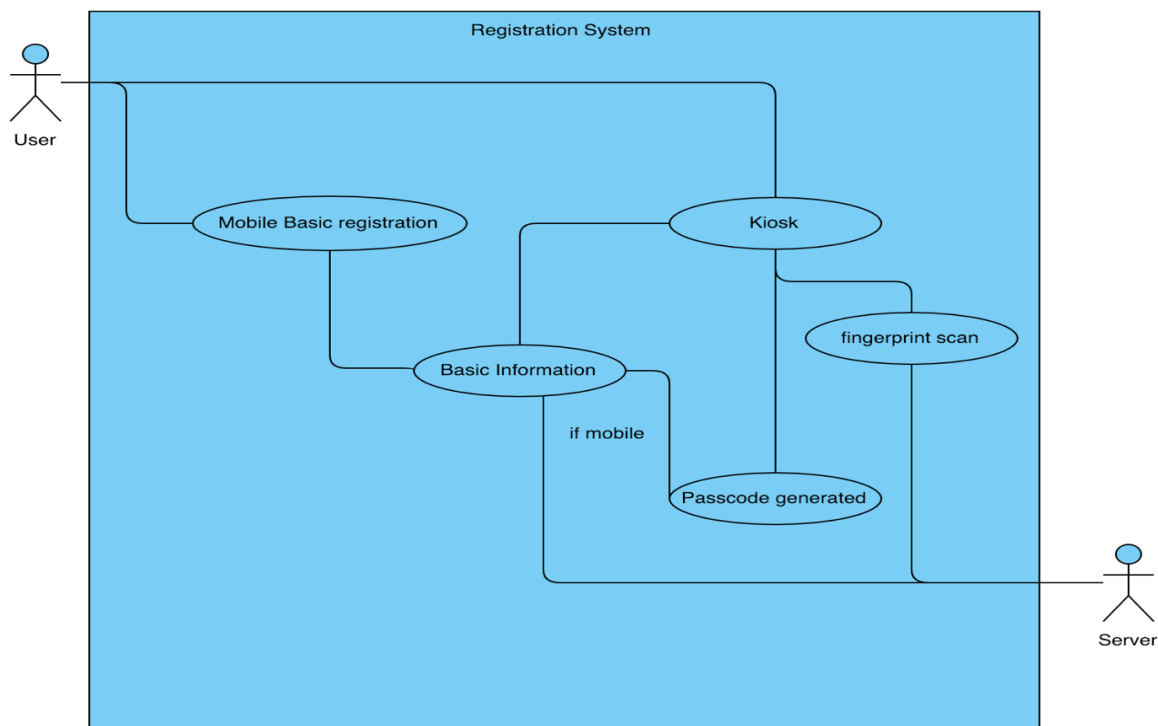 Registration System
User
Mobile Basic registration
Kiosk
fingerprint scan
Basic Information
if mobile
Passcode generated
Server